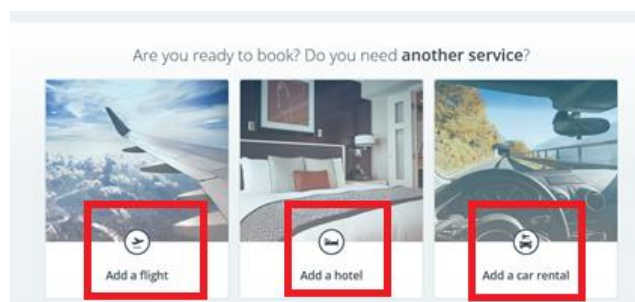 Are you ready to book? Do you need another service?
Add a flight
Add a hotel
Add a car rental